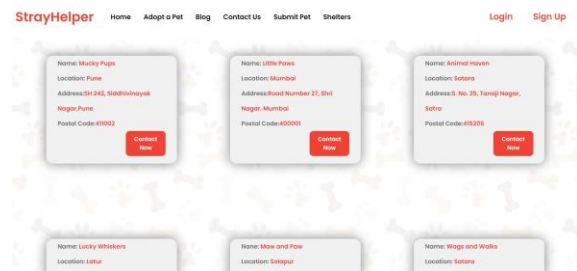 StrayHelper Home Adopt a Pet Blog Contact Us Submit Pet Shelters Login Sign Up
Name: Mucky Pups
Location: Pune
Address:SH 242, Siddhivinayak
Nagar,Pune
Postal Code:411002
Contact
Now
Name: Little Paws
Location: Mumbai
Address:Road Number 27, Shri
Nagar, Mumbai
Postal Code:400001
Contact
Now
Name: Animal Haven
Location: Satara
Address:S. No. 25, Tanaji Nagar,
Satra
Postal Code:415206
Contact
Now
Name: Lucky Whiskers
Location: Latur
Name: Maw and Paw
Location: Solapur
Name: Wags and Walks
Location: Satara